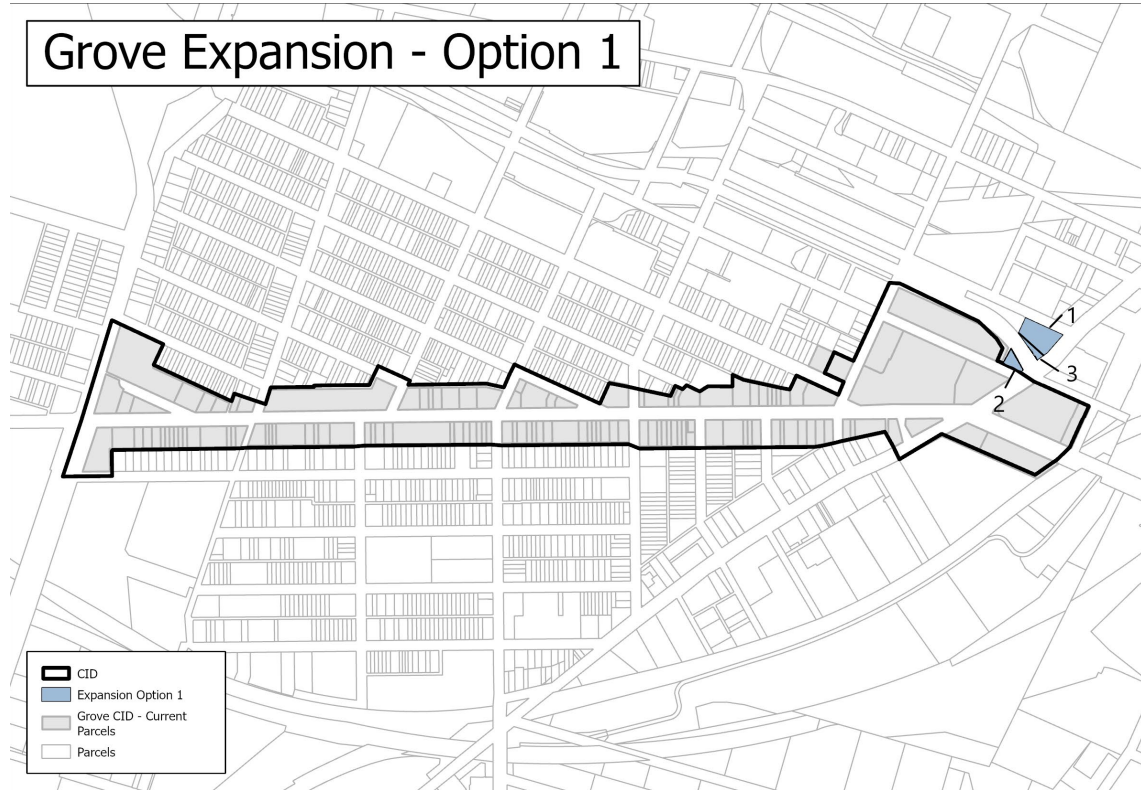 Grove Expansion - Option 1
1
3
2
CID
Expansion Option 1
Grove CID - Current
Parcels
Parcels